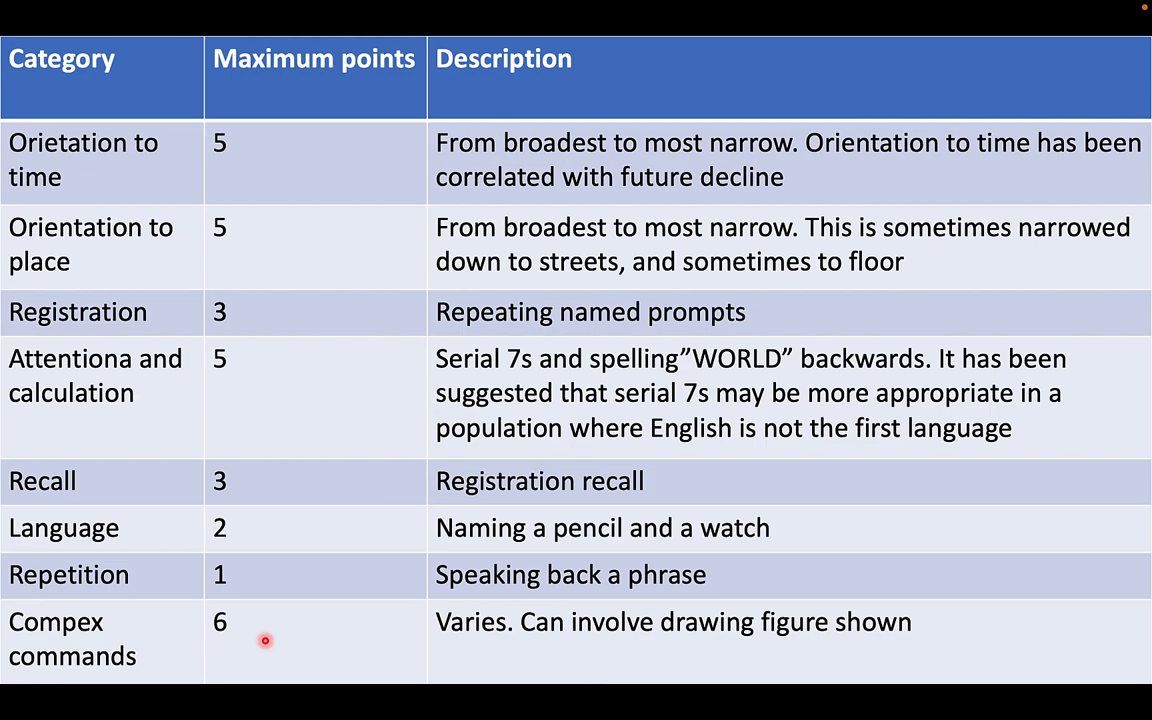 Category Maximum points Description
Orietation to 5 From broadest to most narrow. Orientation to time has been
time correlated with future decline
Orientation to 5 From broadest to most narrow. This is sometimes narrowed
place down to streets, and sometimes to floor
Registration 3 Repeating named prompts
Attentiona and 5 Serial 7s and spelling”WORLD” backwards. It has been
calculation suggested that serial 7s may be more appropriate in a
population where English is not the first language
Recall 3 Registration recall
Language 2 Naming a pencil and a watch
Repetition 1 Speaking back a phrase
Compex 6 Varies. Can involve drawing figure shown
commands